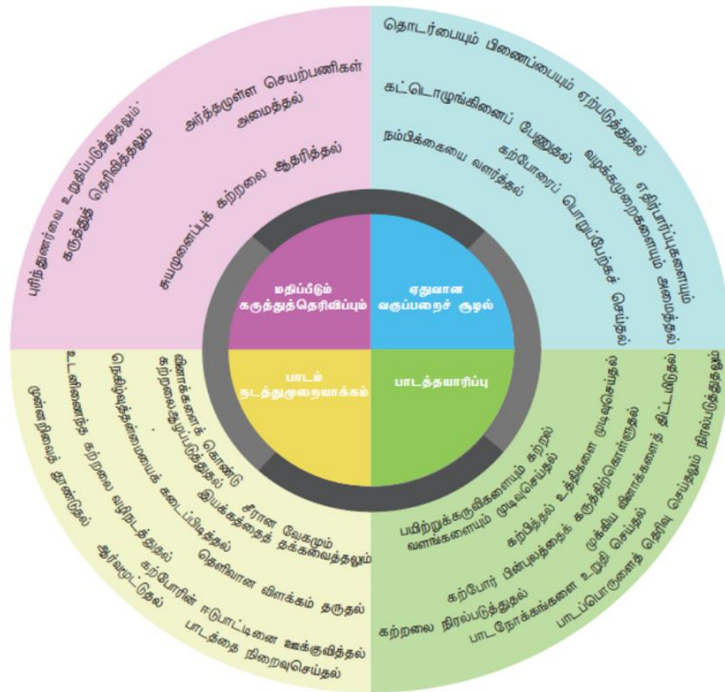 தொடர்பையும் பிணைப்பையும் ஏற்படுத்துதல்
கட்டொழுங்கினைப் பேணுதல்
நம்பிக்கையை வளர்த்தல்
எதிர்பார்ப்புகளையும்
வழக்கமுறைகளையும் அமைத்தல்
கற்போரைப் பொறுப்பேற்கச் செய்தல்
அர்த்தமுள்ள செயற்பணிகள்
அமைத்தல்
புரிந்துணர்வை உறுதிப்படுத்துதலும்
கருத்துத் தெரிவித்தலும்
சுயமுனைப்புக் கற்றலை ஆதரித்தல்
மதிப்பீடும்
கருத்துத்தெரிவிப்பும்
ஏதுவான
வகுப்பறைச் சூழல்
பாடம்
நடத்துமுறையாக்கம்
பாடத்தயாரிப்பு
வினாக்களைக் கொண்டு
கற்றலைஆழப்படுத்துதல்
நெகிழ்வுத்தன்மையைக் கடைப்பிடித்தல்
உடனிணைந்த கற்றலை வழிநடத்துதல்
முன்னறிவைத் தூண்டுதல்
சீரான வேகமும்
இயக்கத்தைத் தக்கவைத்தலும்
தெளிவான விளக்கம் தருதல்
கற்போரின் ஈடுபாட்டினை ஊக்குவித்தல்
ஆர்வமூட்டுதல்
பாடத்தை நிறைவுசெய்தல்
பயிற்றுக்கருவிகளையும் கற்றல்
வளங்களையும் முடிவுசெய்தல்
கற்பித்தல் உத்திகளை முடிவுசெய்தல்
கற்போர் பின்புலத்தைக் கருத்திற்கொள்ளுதல்
முக்கிய வினாக்களைத் திட்டமிடுதல்
கற்றலை நிரல்படுத்துதல்
பாடநோக்கங்களை உறுதி செய்தல்
பாடப்பொருளைத் தெரிவு செய்தலும் நிரல்படுத்துதலும்